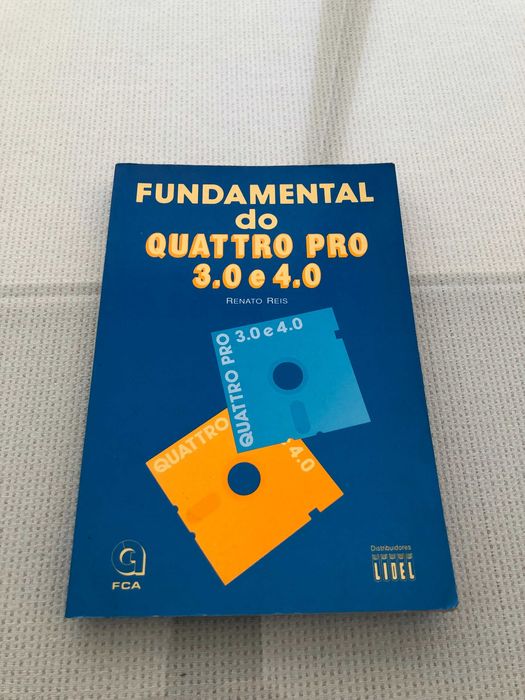 FUNDAMENTAL
do
QUATTRO PRO
3.0 e 4.0
RENATO REIS
QUATTRO PRO 3.0 e 4.0
QUATTRO
4.0
FCA
Distribuidores
LIDEL